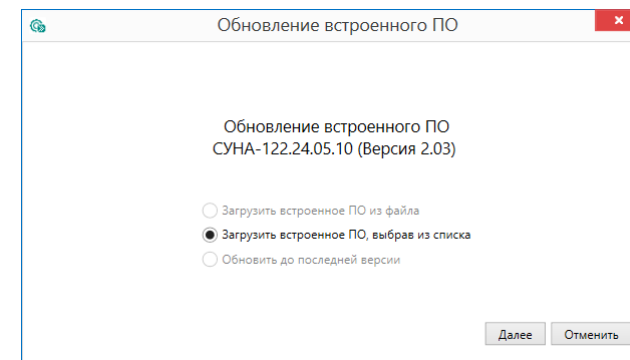 Обновление встроенного ПО
Обновление встроенного ПО
СУНА-122.24.05.10 (Версия 2.03)
Загрузить встроенное ПО из файла
Загрузить встроенное ПО, выбрав из списка
Обновить до последней версии
Далее Отменить